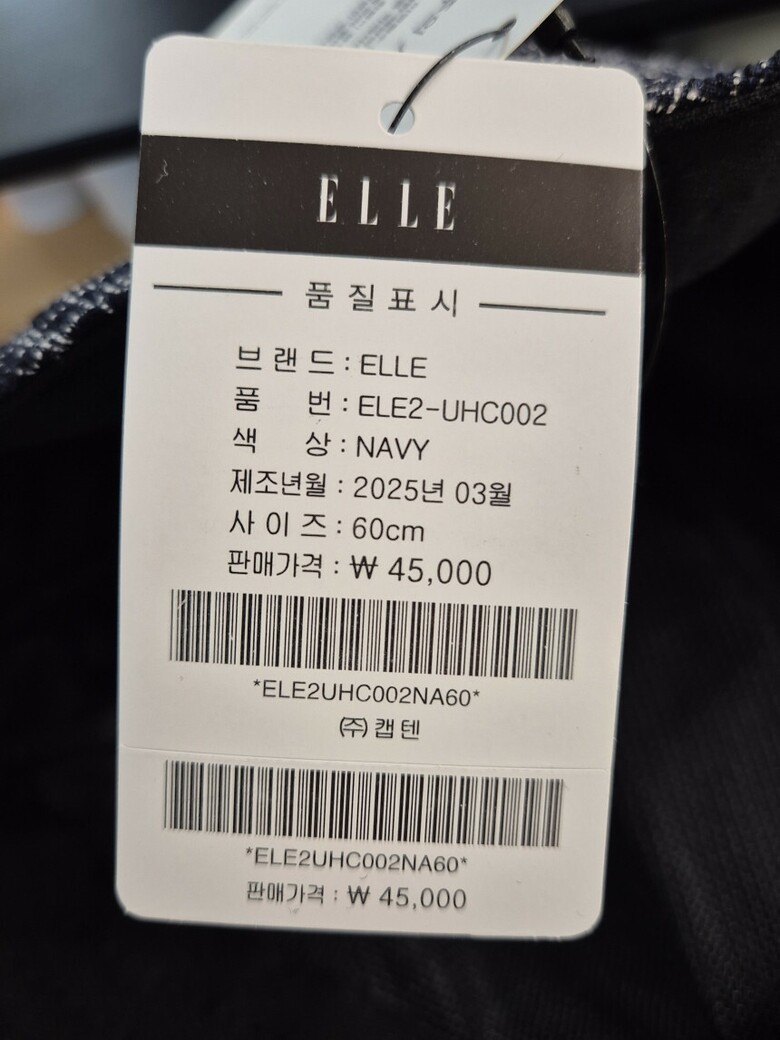 ELLE
품질표시
브랜드 : ELLE
품 번 : ELE2-UHC002
색 상 : NAVY
제조년월 : 2025년 03월
사이즈 : 60cm
판매가격 : ₩ 45,000
*ELE2UHC002NA60*
㈜캡텐
*ELE2UHC002NA60*
판매가격 : ₩ 45,000